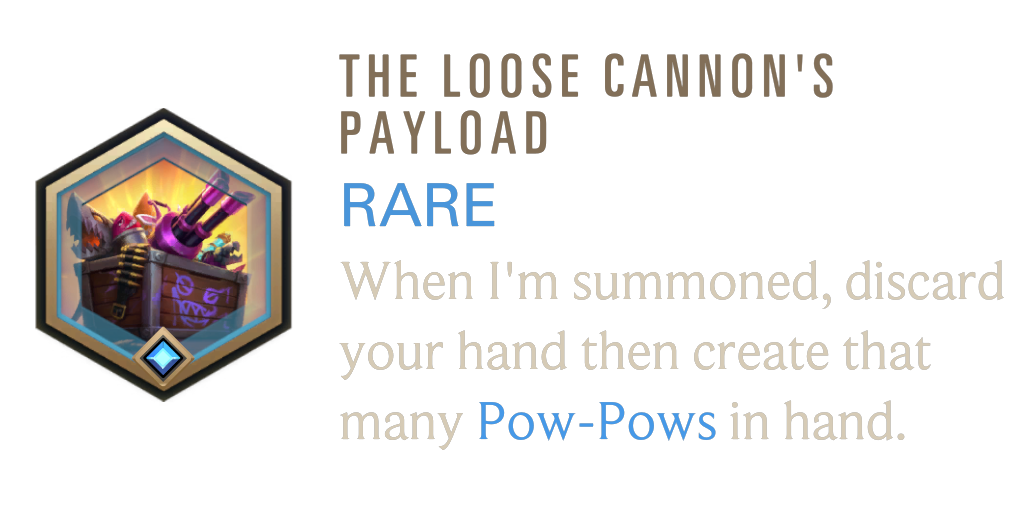 THE LOOSE CANNON'S
PAYLOAD
RARE
When I'm summoned, discard
your hand then create that
many Pow-Pows in hand.